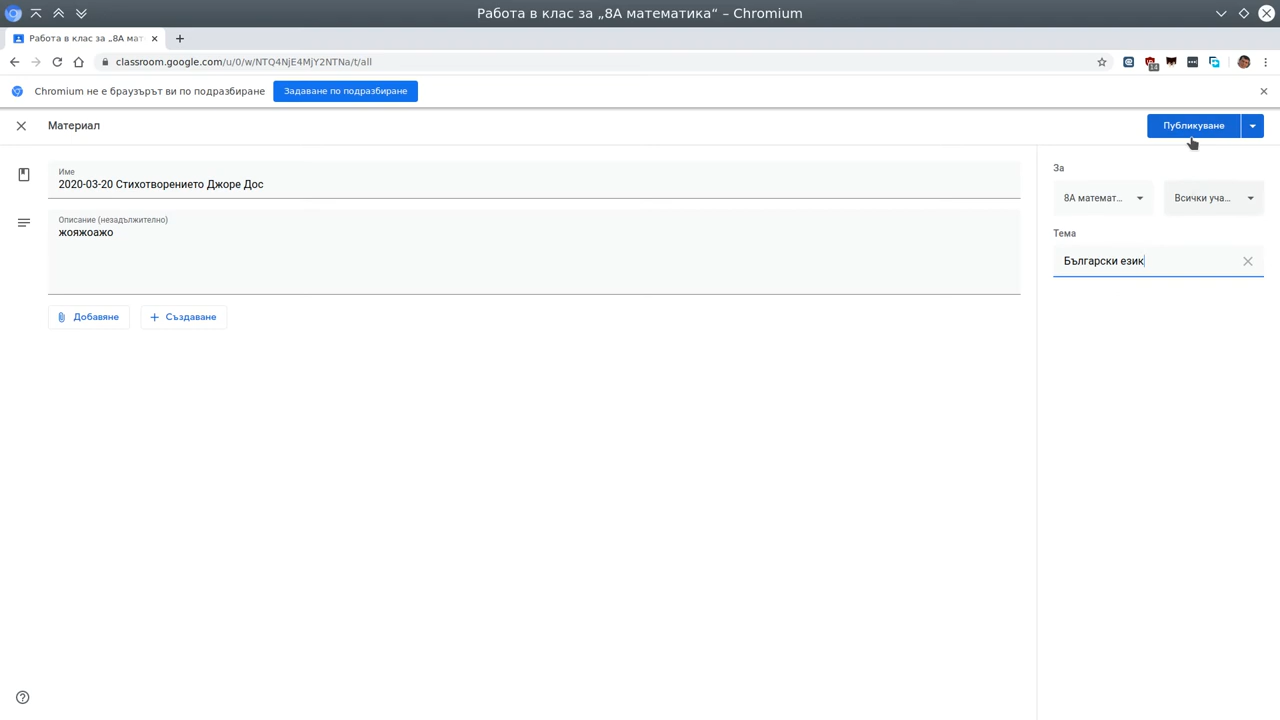 Работа в клас за „8А математика“ – Chromium
Работа в клас за „8А мат
classroom.google.com/u/0/w/NTQ4NjE4MjY2NTNa/t/all
14
Chromium не е браузърът ви по подразбиране
Задаване по подразбиране
Материал
Публикуване
Име
2020-03-20 Стихотворението Джоре Дос
Описание (незадължително)
жояжоажо
Добавяне
Създаване
За
8А математ...
Всички уча...
Тема
Български език